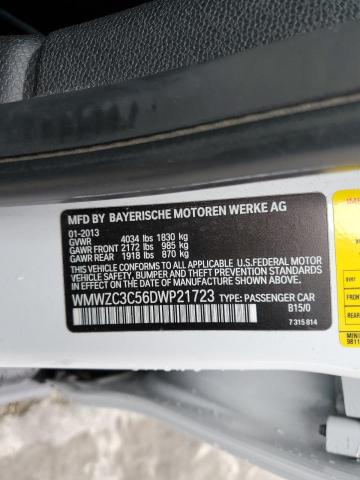 MFD BY BAYERISCHE MOTOREN WERKE AG
01-2013
GVWR 4034 lbs 1830 kg
GAWR FRONT 2172 lbs 985 kg
GAWR REAR 1918 lbs 870 kg
THIS VEHICLE CONFORMS TO ALL
APPLICABLE U.S.FEDERAL MOTOR
VEHICLE SAFETY, BUMPER AND
THEFT PREVENTION STANDARDS
IN EFFECT ON THE DATE OF
MANUFACTURE SHOWN ABOVE.
WMWZC3C56DWP21723 TYPE: PASSENGER CAR
B15/0
7 315 814
MINI
9811